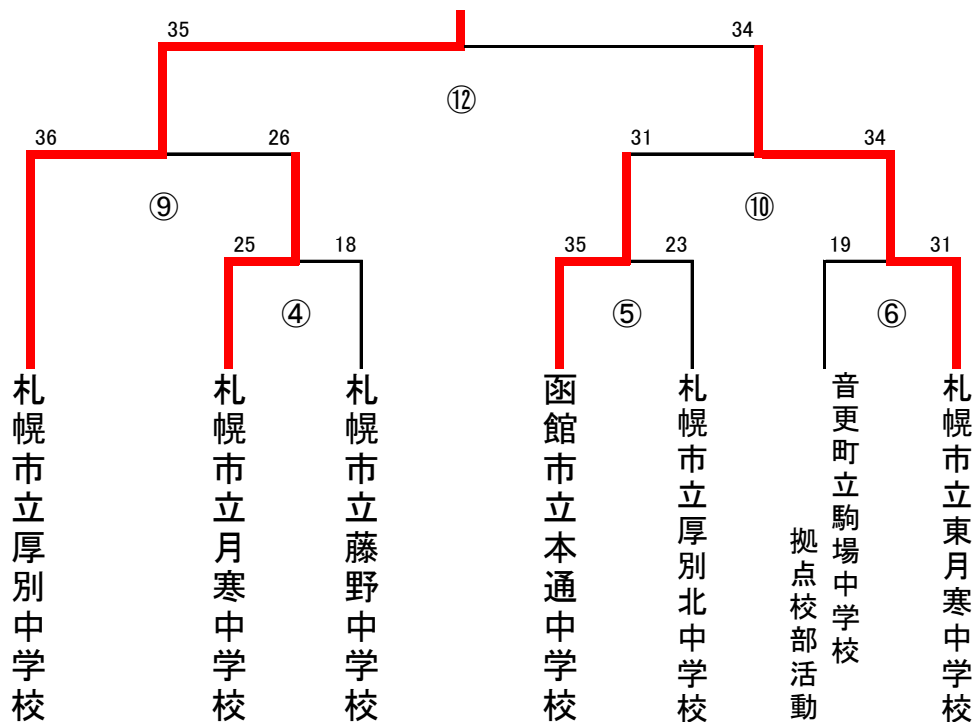 35
34
⑫
36
26
31
34
⑨
⑩
25
18
35
23
19
31
④
⑤
⑥
札幌市立厚別中学校
札幌市立月寒中学校
札幌市立藤野中学校
函館市立本通中学校
札幌市立厚別北中学校
音更町立駒場中学校
拠点校部活動
札幌市立東月寒中学校